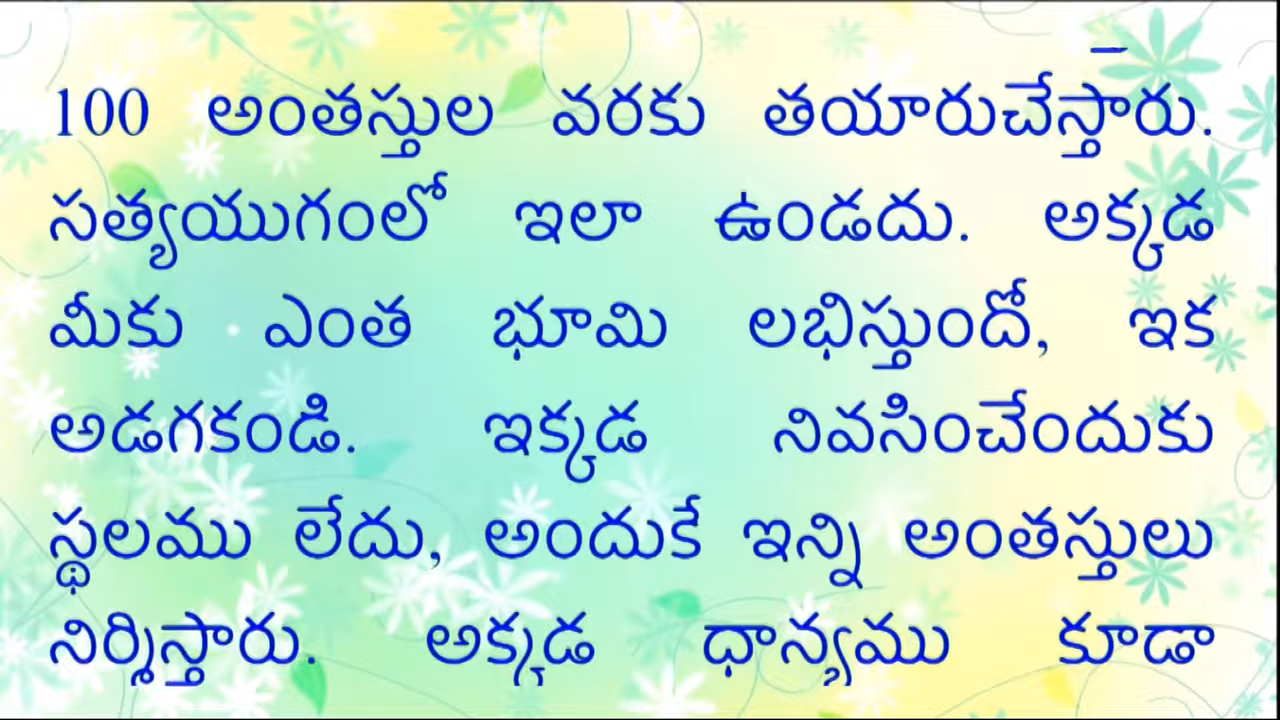 100 అంతస్తుల వరకు తయారుచేస్తారు.
సత్యయుగంలో ఇలా ఉండదు. అక్కడ
మీకు ఎంత భూమి లభిస్తుందో, ఇక
అడగకండి. ఇక్కడ నివసించేందుకు
స్థలము లేదు, అందుకే ఇన్ని అంతస్తులు
నిర్మిస్తారు. అక్కడ ధాన్యము కూడా